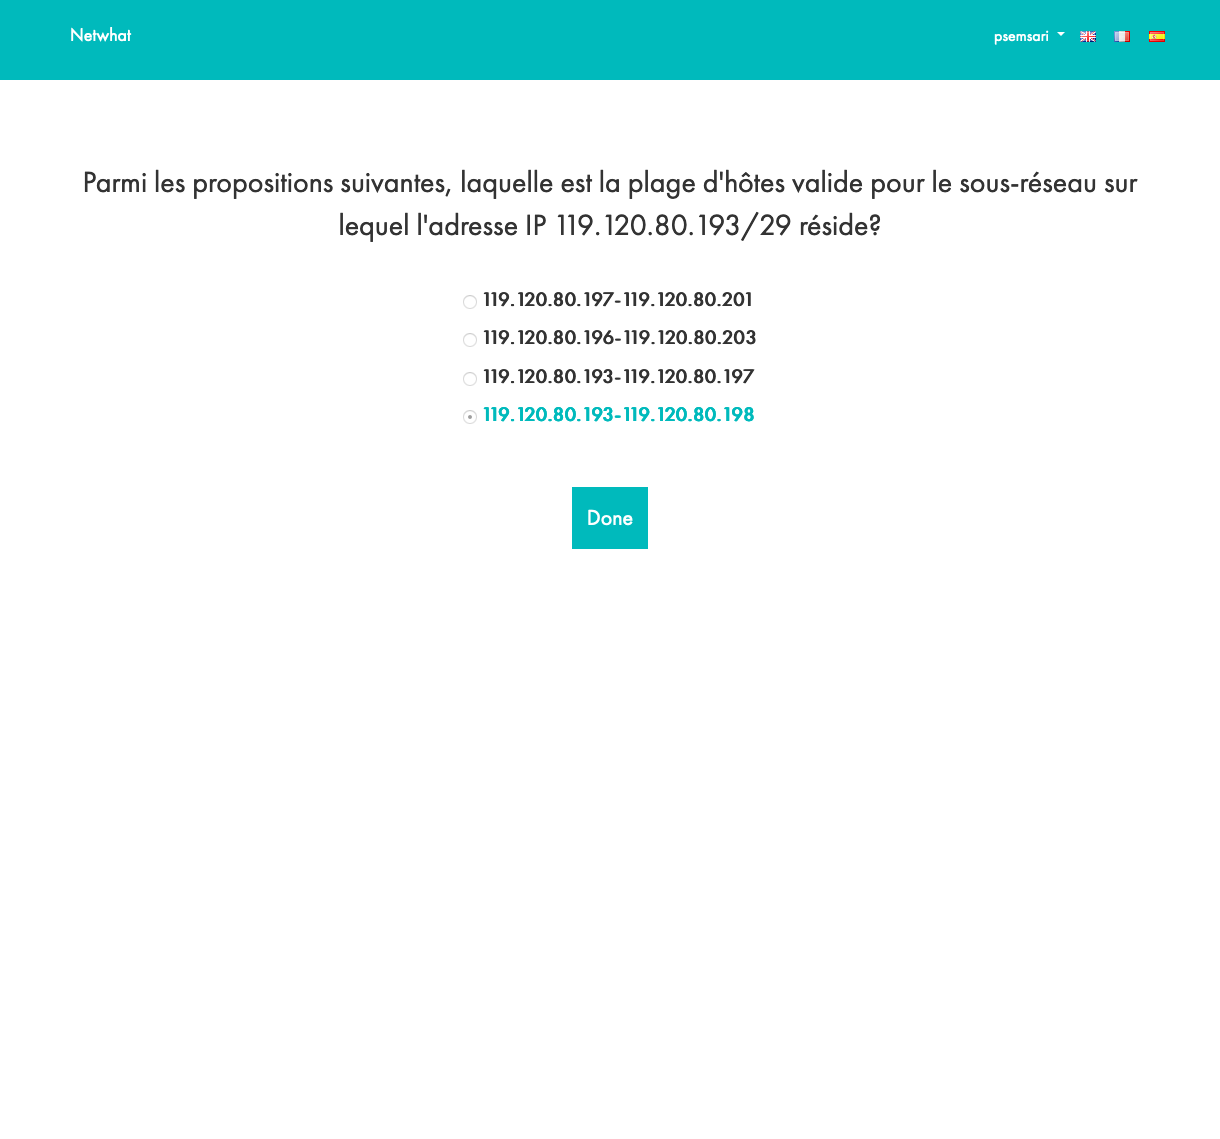 Netwhat
psemsari
Parmi les propositions suivantes, laquelle est la plage d'hôtes valide pour le sous-réseau sur
lequel l'adresse IP 119.120.80.193/29 réside?
119.120.80.197-119.120.80.201
119.120.80.196-119.120.80.203
119.120.80.193-119.120.80.197
119.120.80.193-119.120.80.198
Done